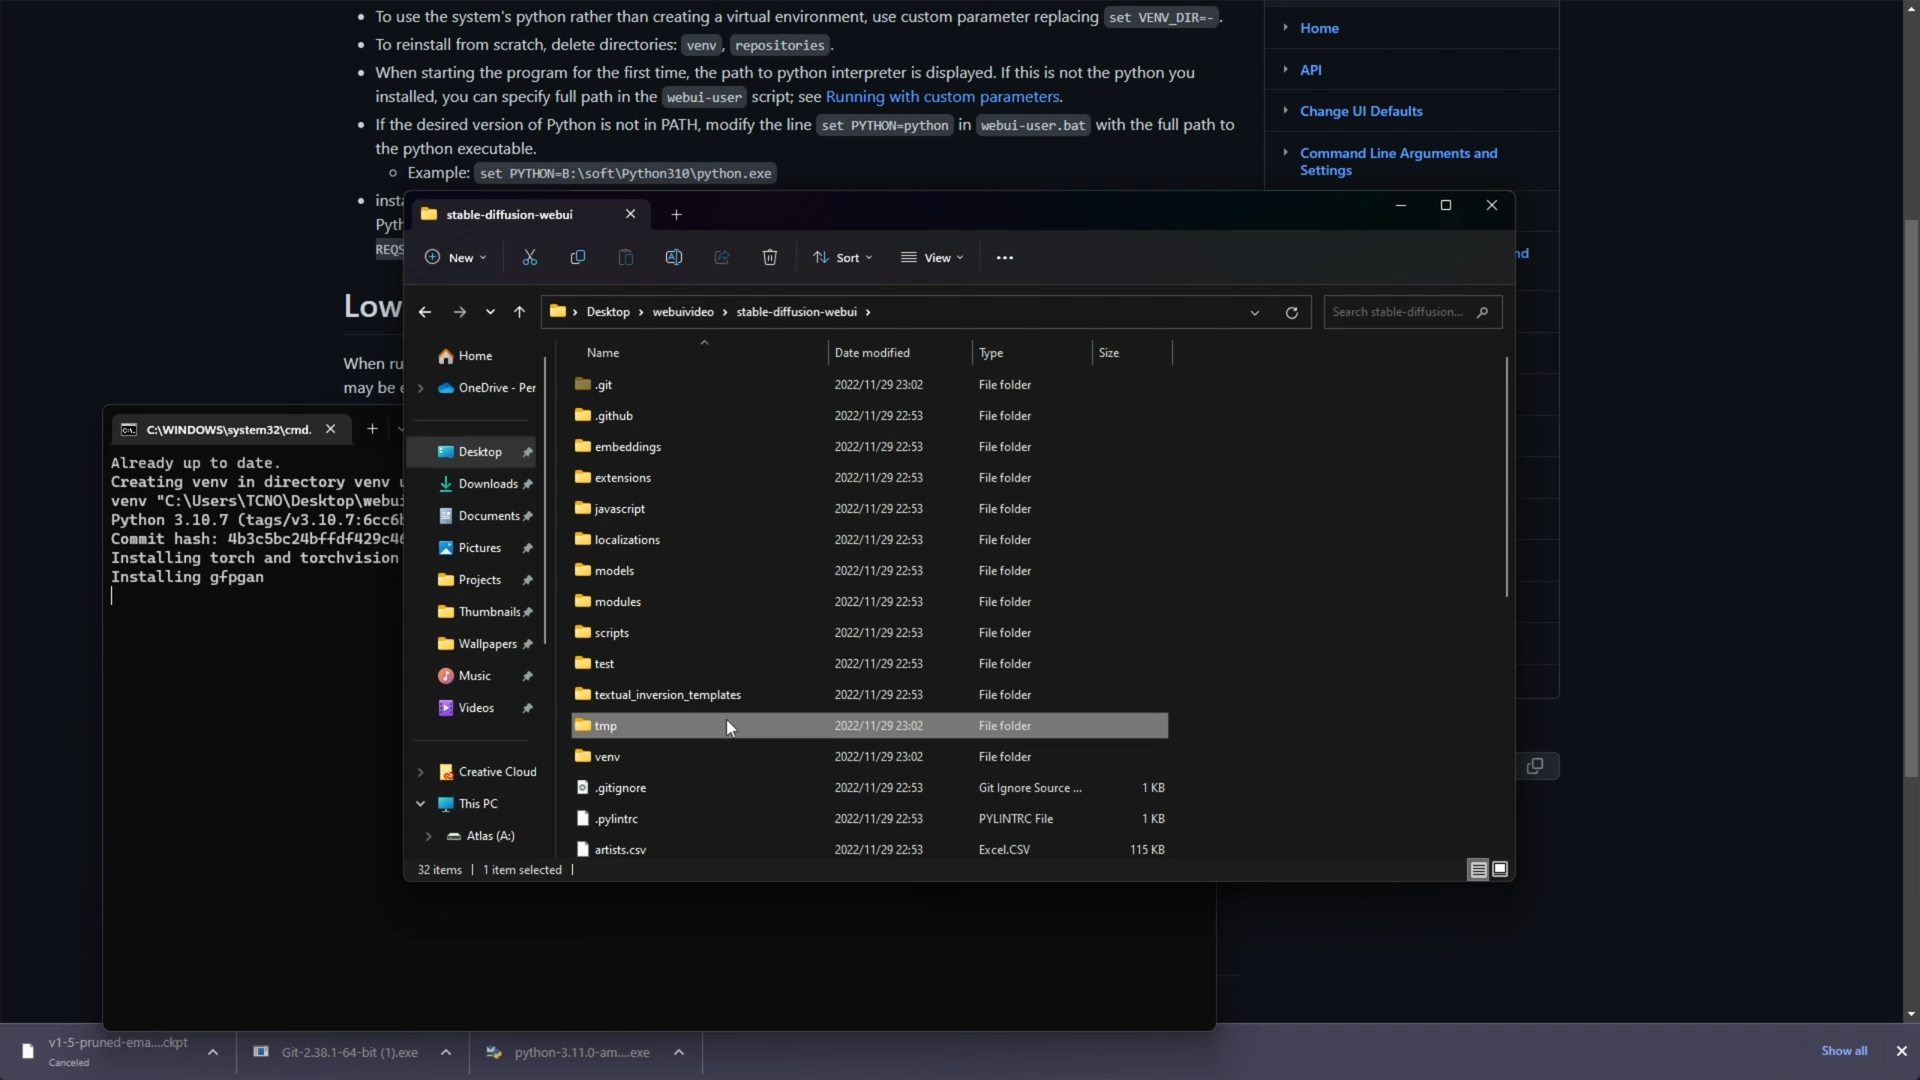 To use the system's python rather than creating a virtual environment, use custom parameter replacing set VENV_DIR=- .
To reinstall from scratch, delete directories: venv , repositories .
When starting the program for the first time, the path to python interpreter is displayed. If this is not the python you
installed, you can specify full path in the webui-user script; see Running with custom parameters.
If the desired version of Python is not in PATH, modify the line set PYTHON=python in webui-user.bat with the full path to
the python executable.
Example: set PYTHON=B:\soft\Python310\python.exe
insta
Pyth
REQS
Low
When ru
may be
Home
API
Change UI Defaults
Command Line Arguments and
Settings
nd
stable-diffusion-webui
New
Sort
View
Desktop
webuivideo
stable-diffusion-webui
Search stable-diffusion...
Home
OneDrive - Per
Desktop
Downloads
Documents
Pictures
Projects
Thumbnails
Wallpapers
Music
Videos
Creative Cloud
This PC
Atlas (A:)
Name Date modified Type Size
.git 2022/11/29 23:02 File folder
.github 2022/11/29 22:53 File folder
embeddings 2022/11/29 22:53 File folder
extensions 2022/11/29 22:53 File folder
javascript 2022/11/29 22:53 File folder
localizations 2022/11/29 22:53 File folder
models 2022/11/29 22:53 File folder
modules 2022/11/29 22:53 File folder
scripts 2022/11/29 22:53 File folder
test 2022/11/29 22:53 File folder
textual_inversion_templates 2022/11/29 22:53 File folder
tmp 2022/11/29 23:02 File folder
venv 2022/11/29 23:02 File folder
.gitignore 2022/11/29 22:53 Git Ignore Source ... 1 KB
.pylintrc 2022/11/29 22:53 PYLINTRC File 1 KB
artists.csv 2022/11/29 22:53 Excel.CSV 115 KB
32 items 1 item selected
C:\WINDOWS\system32\cmd.
Already up to date.
Creating venv in directory venv u
venv "C:\Users\TCNO\Desktop\webui
Python 3.10.7 (tags/v3.10.7:6cc6b
Commit hash: 4b3c5bc24bffdf429c46
Installing torch and torchvision
Installing gfpgan
v1-5-pruned-ema....ckpt
Canceled
Git-2.38.1-64-bit (1).exe
python-3.11.0-am....exe
Show all